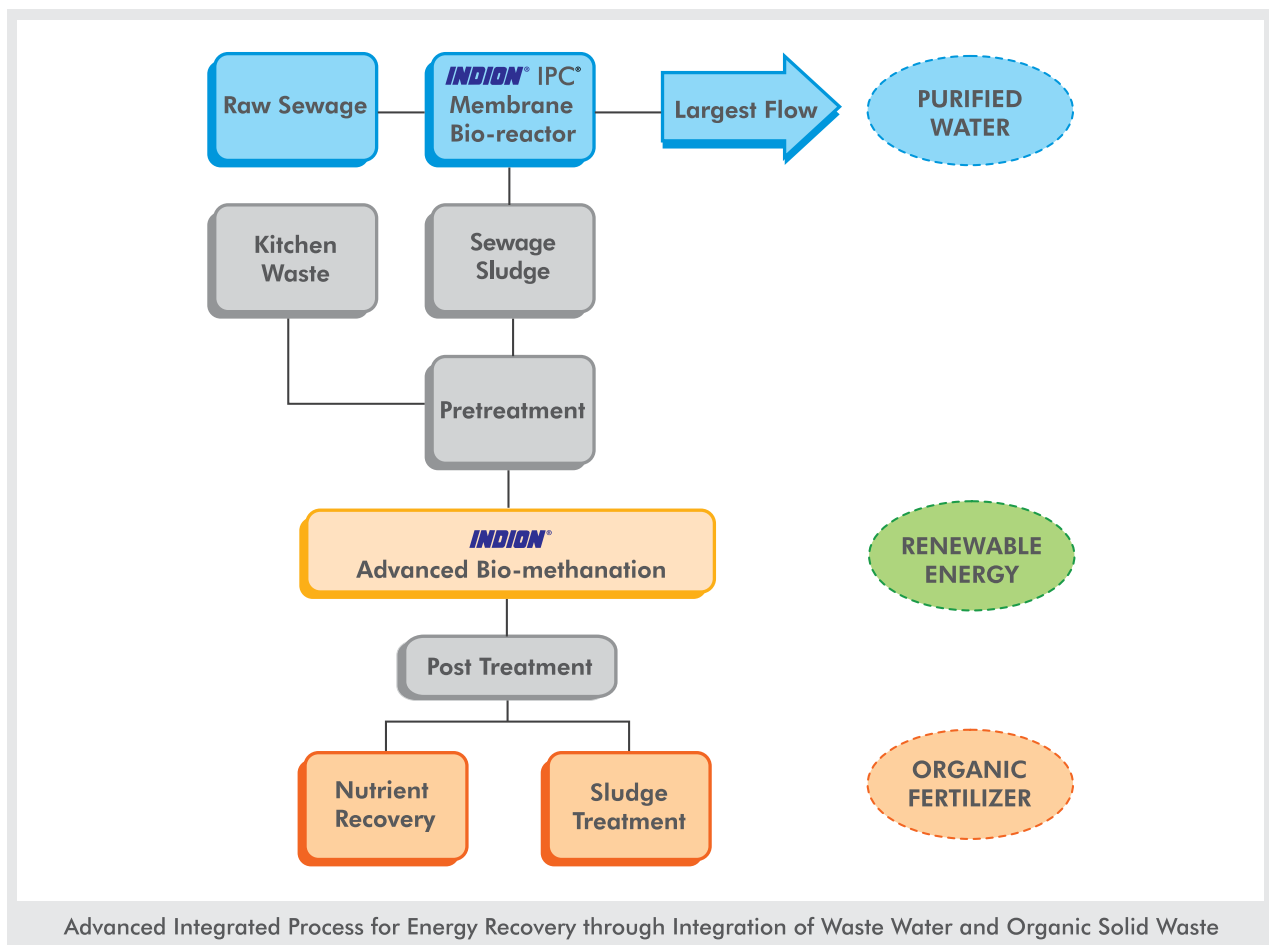 Raw Sewage
INDION® IPC®
Membrane
Bio-reactor
Largest Flow
PURIFIED
WATER
Kitchen
Waste
Sewage
Sludge
Pretreatment
INDION®
Advanced Bio-methanation
RENEWABLE
ENERGY
Post Treatment
Nutrient
Recovery
Sludge
Treatment
ORGANIC
FERTILIZER
Advanced Integrated Process for Energy Recovery through Integration of Waste Water and Organic Solid Waste